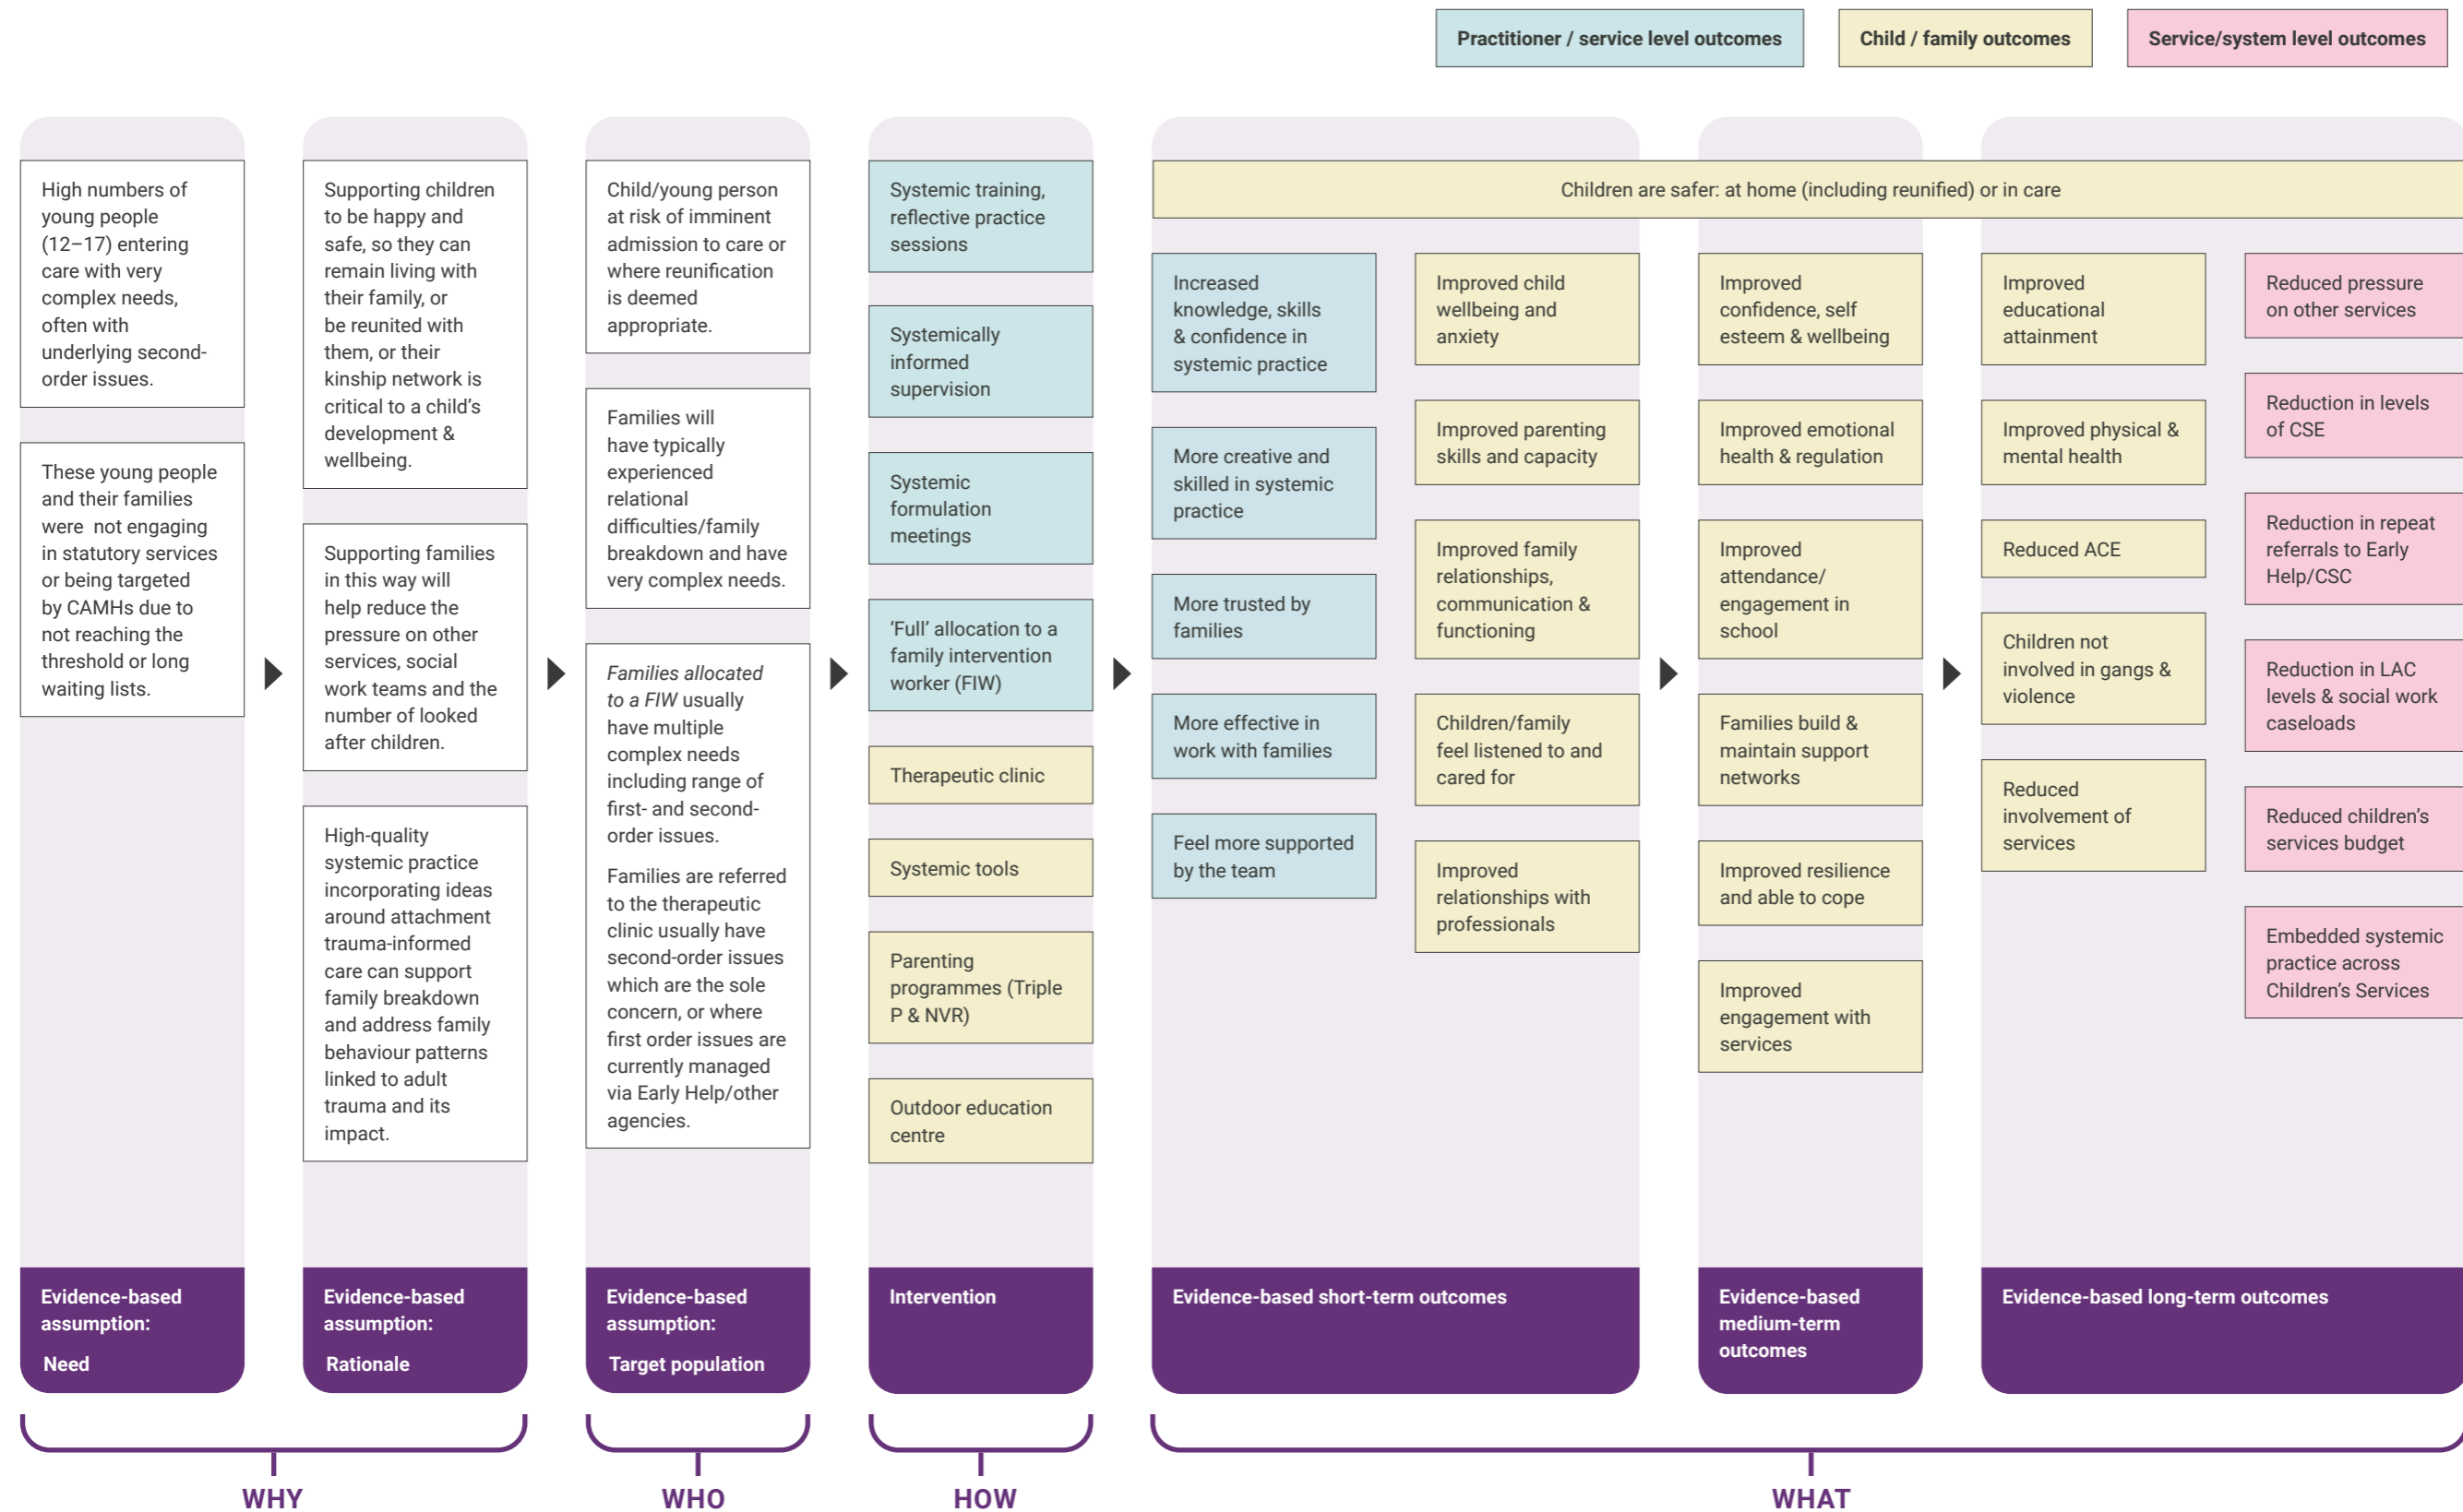 Practitioner / service level outcomes
Child / family outcomes
Service/system level outcomes
High numbers of
young people
(12–17) entering
care with very
complex needs,
often with
underlying second-
order issues.
These young people
and their families
were not engaging
in statutory services
or being targeted
by CAMHs due to
not reaching the
threshold or long
waiting lists.
Evidence-based
assumption:
Need
Supporting children
to be happy and
safe, so they can
remain living with
their family, or
be reunited with
them, or their
kinship network is
critical to a child’s
development &
wellbeing.
Supporting families
in this way will
help reduce the
pressure on other
services, social
work teams and the
number of looked
after children.
High-quality
systemic practice
incorporating ideas
around attachment
trauma-informed
care can support
family breakdown
and address family
behaviour patterns
linked to adult
trauma and its
impact.
Evidence-based
assumption:
Rationale
Child/young person
at risk of imminent
admission to care or
where reunification
is deemed
appropriate.
Families will
have typically
experienced
relational
difficulties/family
breakdown and have
very complex needs.
Families allocated
to a FIW usually
have multiple
complex needs
including range of
first- and second-
order issues.
Families are referred
to the therapeutic
clinic usually have
second-order issues
which are the sole
concern, or where
first order issues are
currently managed
via Early Help/other
agencies.
Evidence-based
assumption:
Target population
Systemic training,
reflective practice
sessions
Systemically
informed
supervision
Systemic
formulation
meetings
‘Full’ allocation to a
family intervention
worker (FIW)
Therapeutic clinic
Systemic tools
Parenting
programmes (Triple
P & NVR)
Outdoor education
centre
Intervention
Children are safer: at home (including reunified) or in care
Increased
knowledge, skills
& confidence in
systemic practice
More creative and
skilled in systemic
practice
More trusted by
families
More effective in
work with families
Feel more supported
by the team
Improved child
wellbeing and
anxiety
Improved parenting
skills and capacity
Improved family
relationships,
communication &
functioning
Children/family
feel listened to and
cared for
Improved
relationships with
professionals
Evidence-based short-term outcomes
Improved
confidence, self
esteem & wellbeing
Improved emotional
health & regulation
Improved
attendance/
engagement in
school
Families build &
maintain support
networks
Improved resilience
and able to cope
Improved
engagement with
services
Evidence-based
medium-term
outcomes
Improved
educational
attainment
Improved physical &
mental health
Reduced ACE
Children not
involved in gangs &
violence
Reduced
involvement of
services
Reduced pressure
on other services
Reduction in levels
of CSE
Reduction in repeat
referrals to Early
Help/CSC
Reduction in LAC
levels & social work
caseloads
Reduced children’s
services budget
Embedded systemic
practice across
Children’s Services
Evidence-based long-term outcomes
WHY
WHO
HOW
WHAT